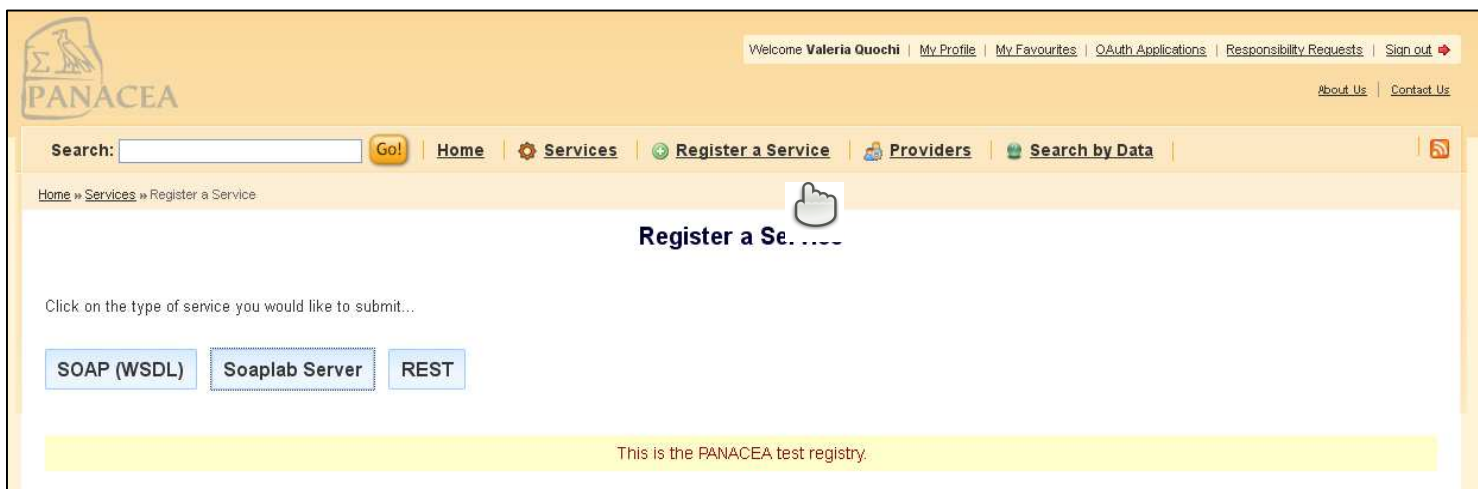 Welcome Valeria Quochi | My Profile | My Favourites | OAuth Applications | Responsibility Requests | Sign out
Σ
PANACEA
About Us | Contact Us
Search: Go! | Home | Services | Register a Service | Providers | Search by Data |
Home » Services » Register a Service
Register a
Click on the type of service you would like to submit...
SOAP (WSDL) Soaplab Server REST
This is the PANACEA test registry.